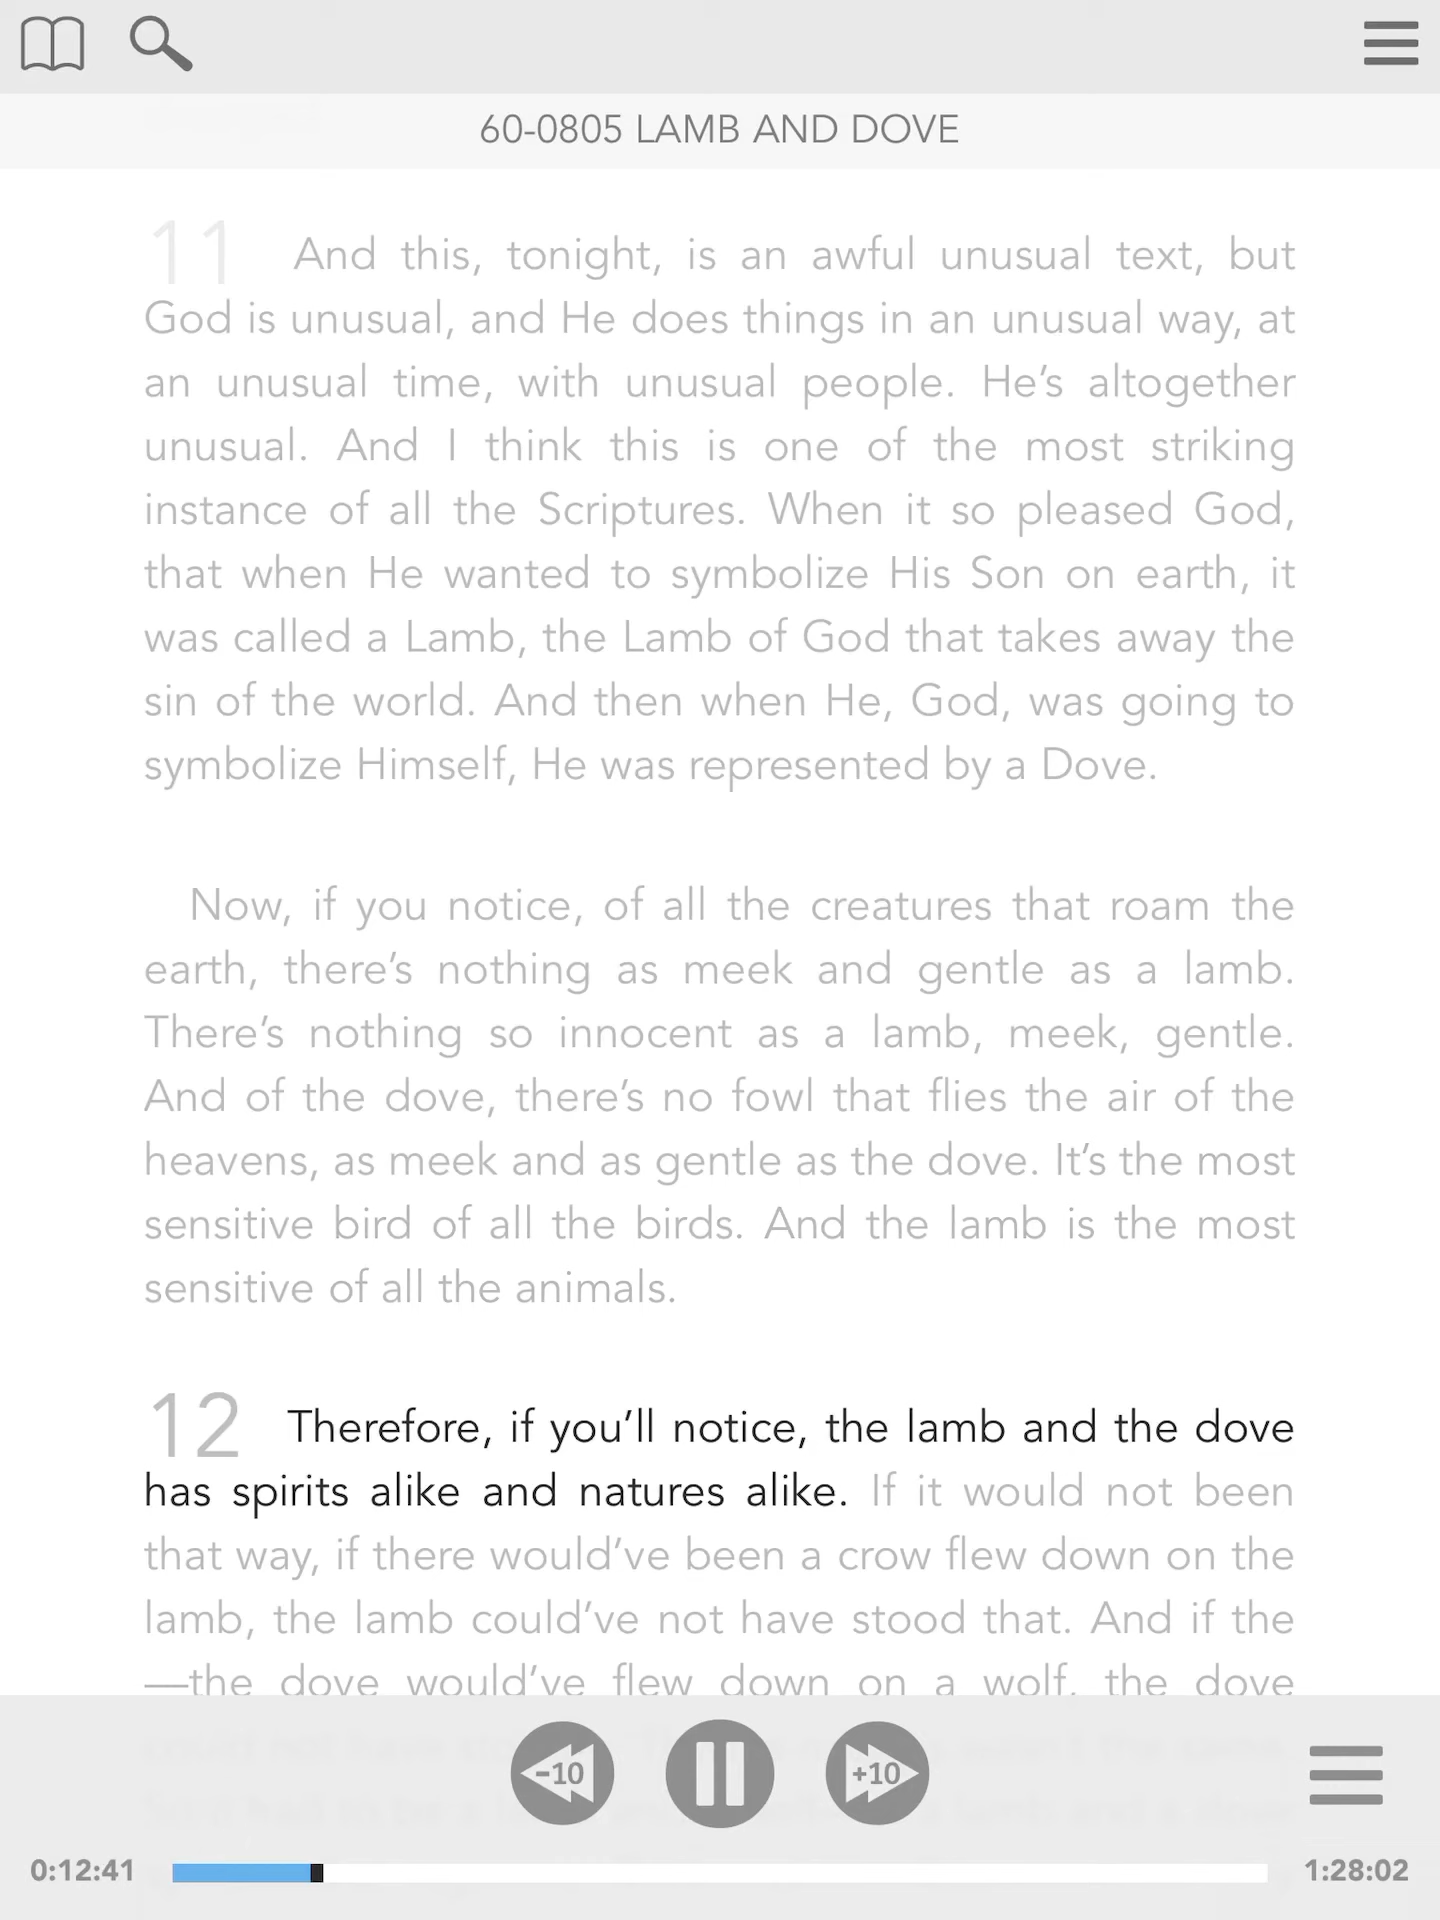 60-0805 LAMB AND DOVE
11 And this, tonight, is an awful unusual text, but
God is unusual, and He does things in an unusual way, at
an unusual time, with unusual people. He’s altogether
unusual. And I think this is one of the most striking
instance of all the Scriptures. When it so pleased God,
that when He wanted to symbolize His Son on earth, it
was called a Lamb, the Lamb of God that takes away the
sin of the world. And then when He, God, was going to
symbolize Himself, He was represented by a Dove.
Now, if you notice, of all the creatures that roam the
earth, there’s nothing as meek and gentle as a lamb.
There’s nothing so innocent as a lamb, meek, gentle.
And of the dove, there’s no fowl that flies the air of the
heavens, as meek and as gentle as the dove. It’s the most
sensitive bird of all the birds. And the lamb is the most
sensitive of all the animals.
12 Therefore, if you’ll notice, the lamb and the dove
has spirits alike and natures alike. If it would not been
that way, if there would’ve been a crow flew down on the
lamb, the lamb could’ve not have stood that. And if the
—the dove would’ve flew down on a wolf, the dove
-10 +10
0:12:41 1:28:02